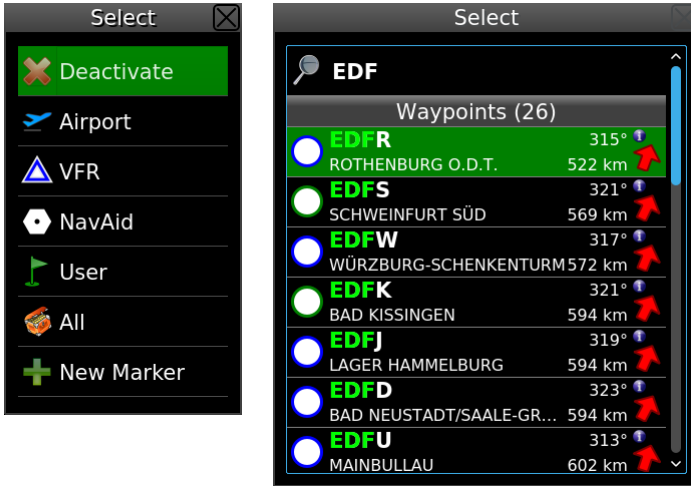 Select
Deactivate
Airport
VFR
NavAid
User
All
New Marker
Select
EDF
Waypoints (26)
EDFR 315°
ROTHENBURG O.D.T. 522 km
EDFS 321°
SCHWEINFURT SÜD 569 km
EDFW 317°
WÜRZBURG-SCHENKENTURM 572 km
EDFK 321°
BAD KISSINGEN 594 km
EDFJ 319°
LAGER HAMMELBURG 594 km
EDFD 323°
BAD NEUSTADT/SAALE-GR... 594 km
EDFU 313°
MAINBULLAU 602 km